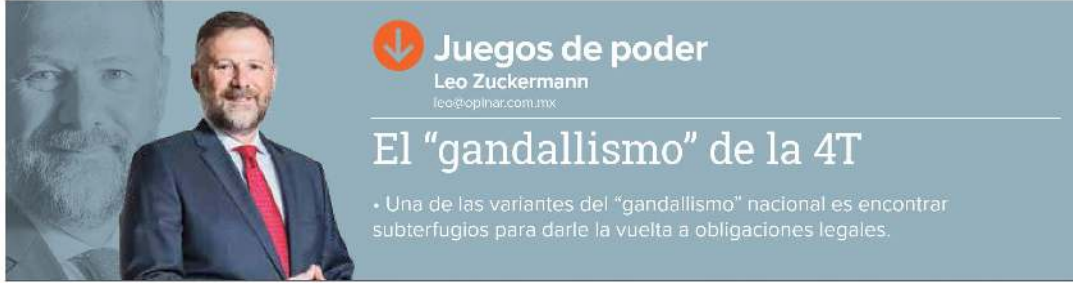 Juegos de poder
Leo Zuckermann
leo@opinar.com.mx
El “gandallismo” de la 4T
• Una de las variantes del “gandallismo” nacional es encontrar
subterfugios para darle la vuelta a obligaciones legales.